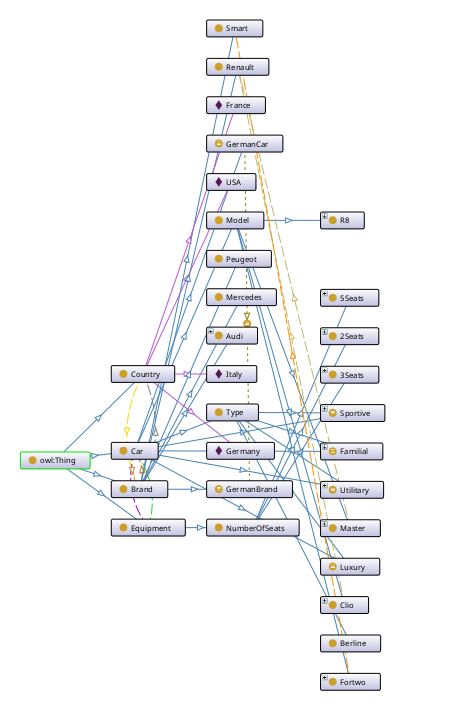 Smart
Renault
France
GermanCar
USA
Model
R8
Peugeot
Mercedes
5Seats
Audi
2Seats
Country
Italy
3Seats
Type
Sportive
owl:Thing
Car
Germany
Familial
Brand
GermanBrand
Utilitary
Equipment
NumberOfSeats
Master
Luxury
Clio
Berline
Fortwo